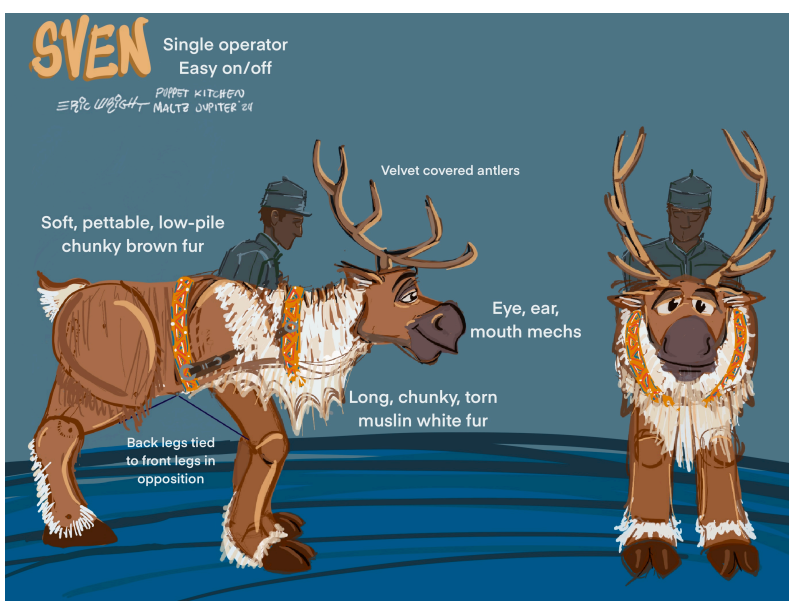 SVEN
Single operator
Easy on/off
ERIC WRIGHT PUPPET KITCHEN
MALTZ JUPITER '24
Velvet covered antlers
Soft, pettable, low-pile
chunky brown fur
Eye, ear,
mouth mechs
Long, chunky, torn
muslin white fur
Back legs tied
to front legs in
opposition